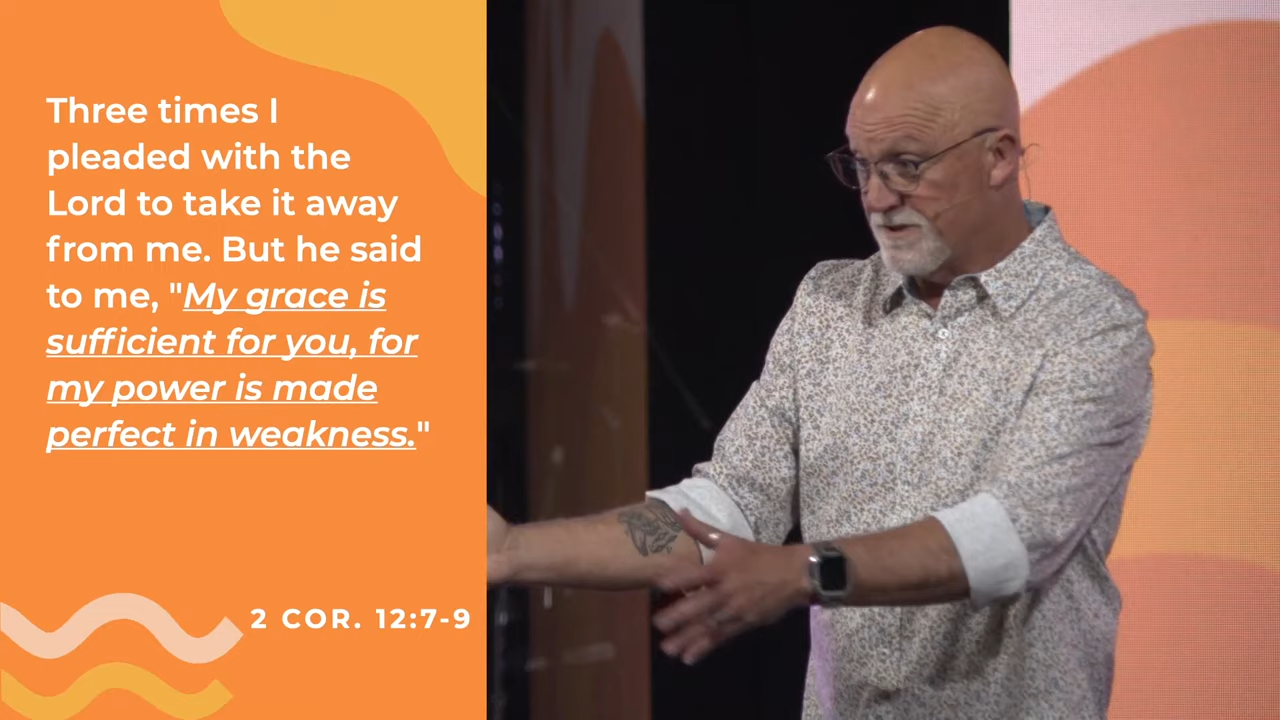 Three times I
pleaded with the
Lord to take it away
from me. But he said
to me, "My grace is
sufficient for you, for
my power is made
perfect in weakness."
2 COR. 12:7-9